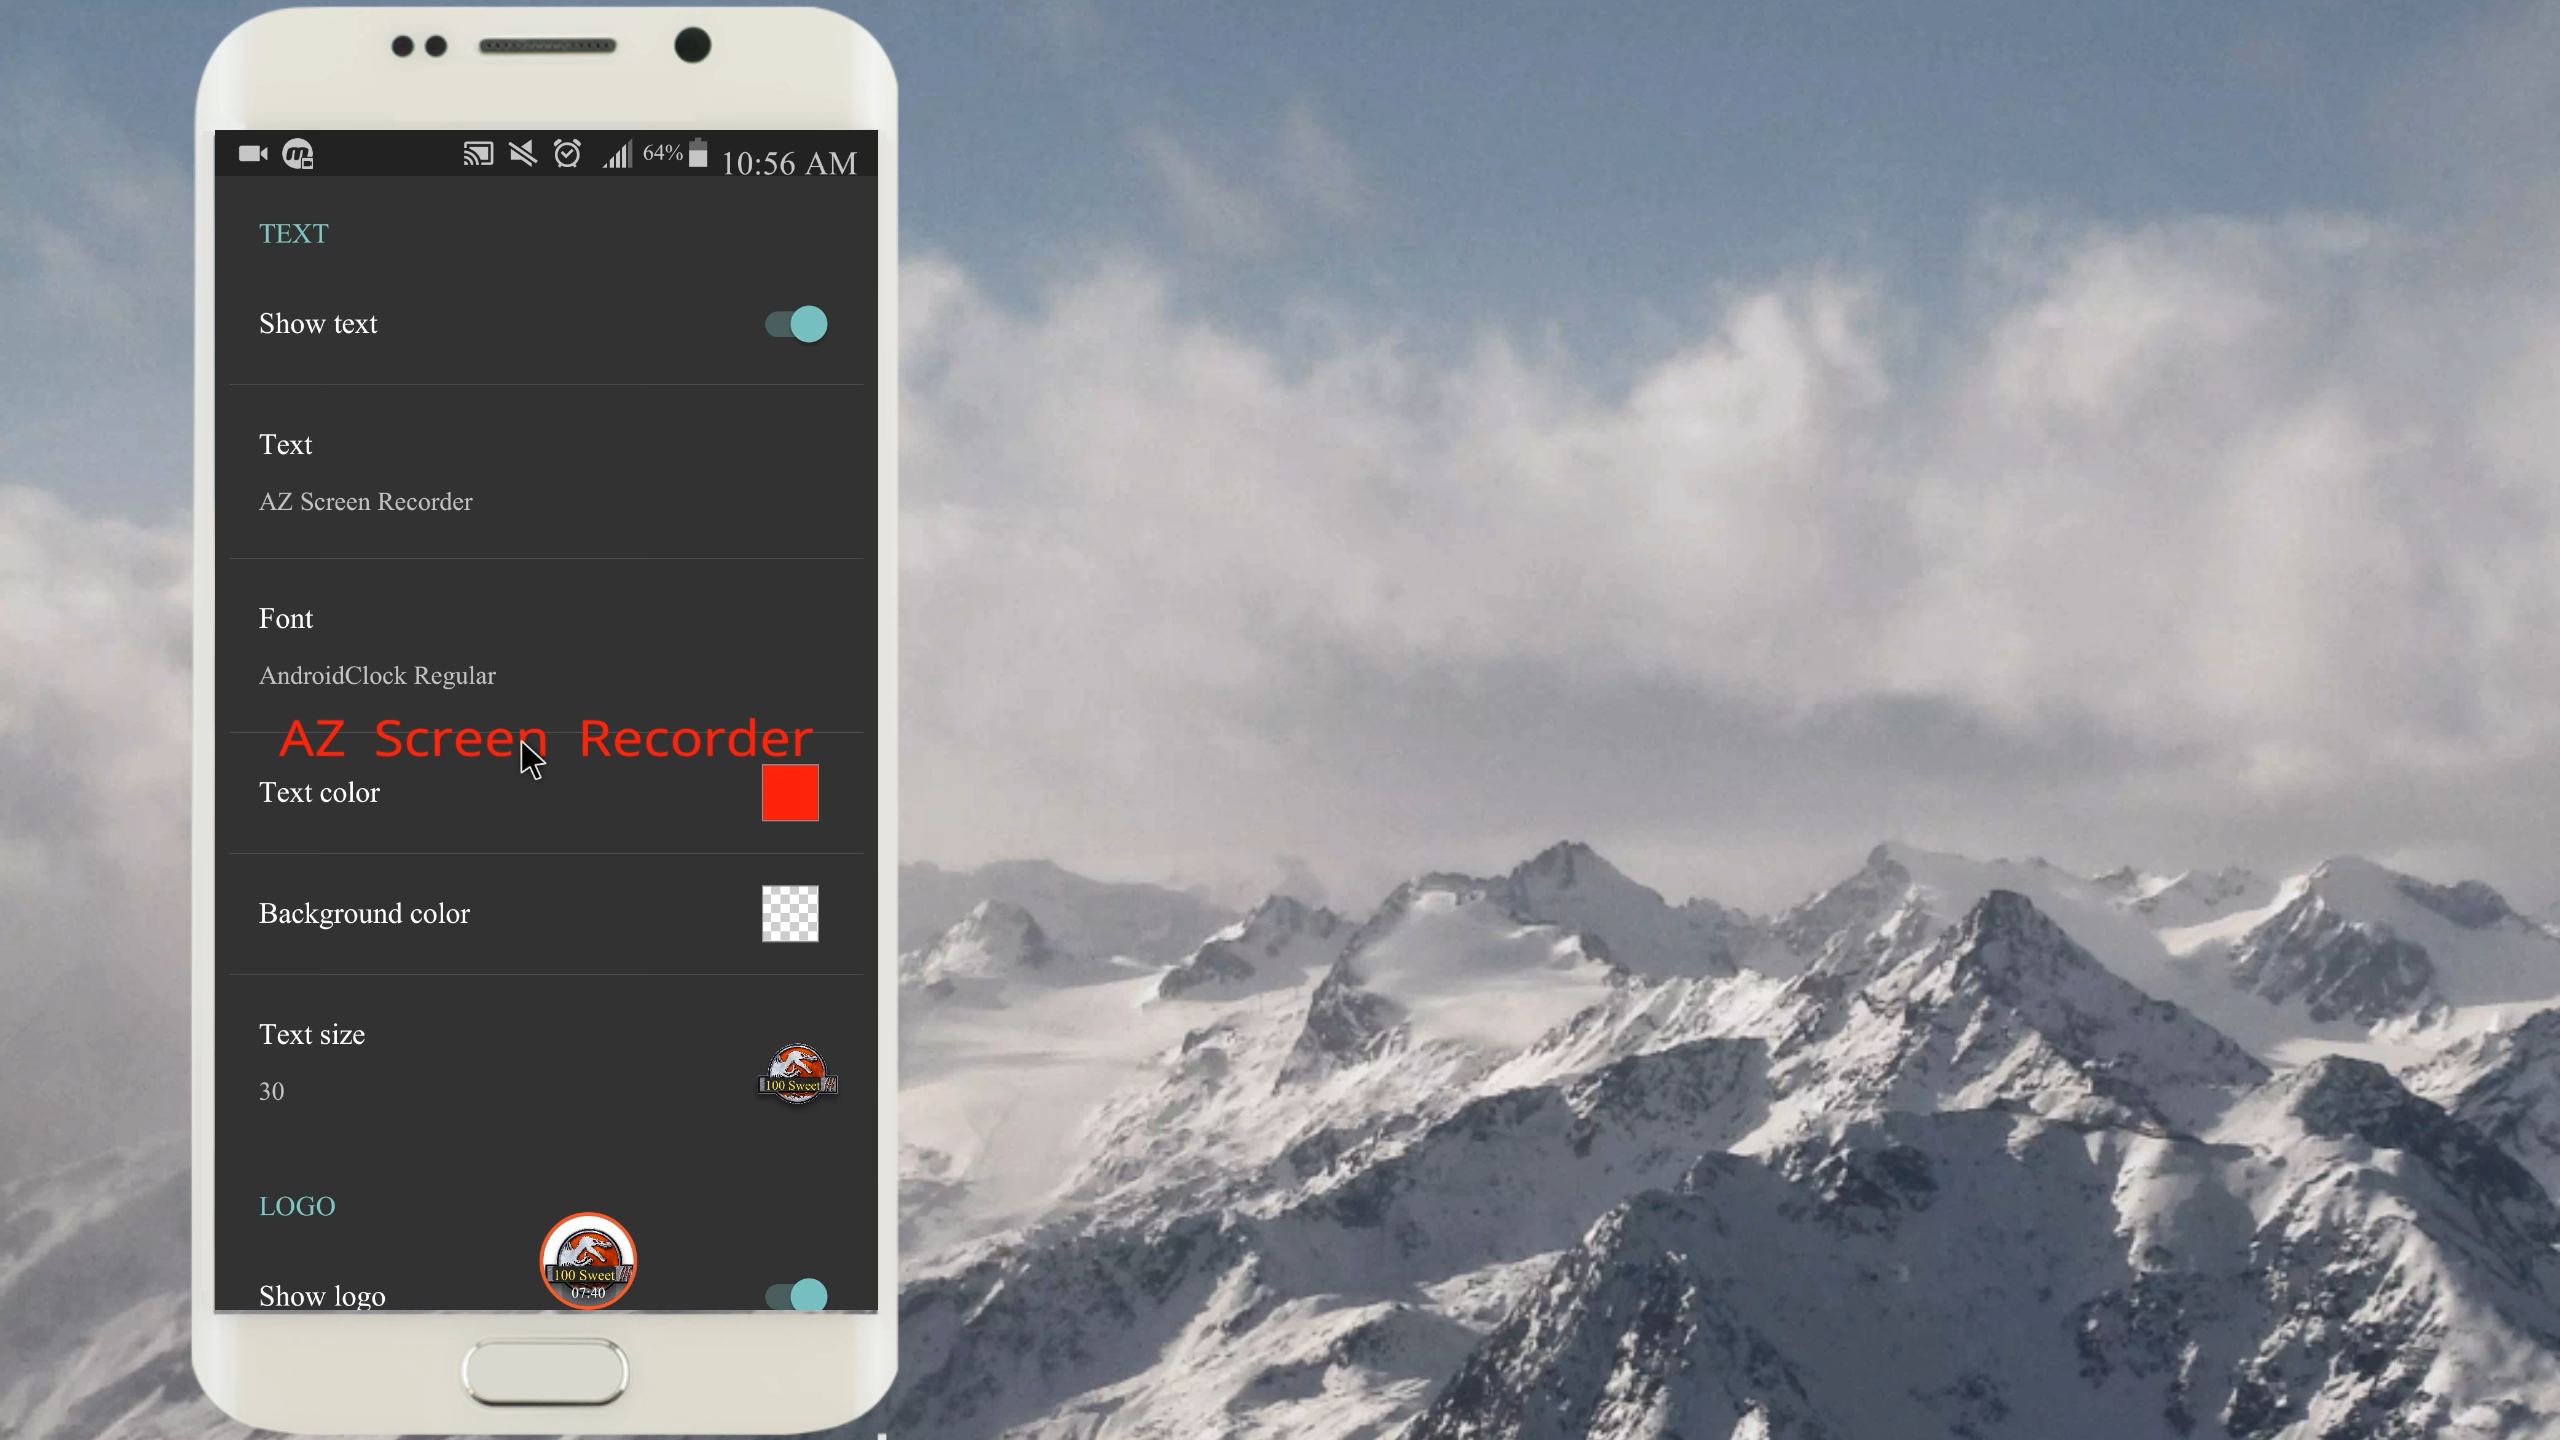 64% 10:56 AM
TEXT
Show text
Text
AZ Screen Recorder
Font
AndroidClock Regular
AZ Screen Recorder
Text color
Background color
Text size
30
100 Sweet
LOGO
100 Sweet
07:40
Show logo